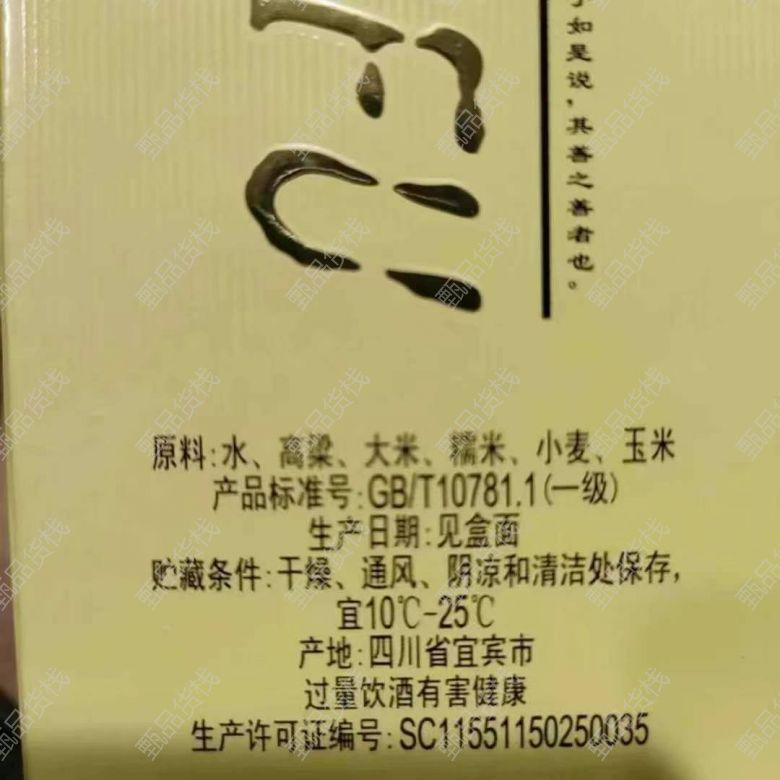 如是说，其善之善者也。
原料:水、高粱、大米、糯米、小麦、玉米
产品标准号:GB/T10781.1(一级)
生产日期:见盒面
贮藏条件:干燥、通风、阴凉和清洁处保存，
宜10℃-25℃
产地:四川省宜宾市
过量饮酒有害健康
生产许可证编号:SC11551150250035
甄品货栈